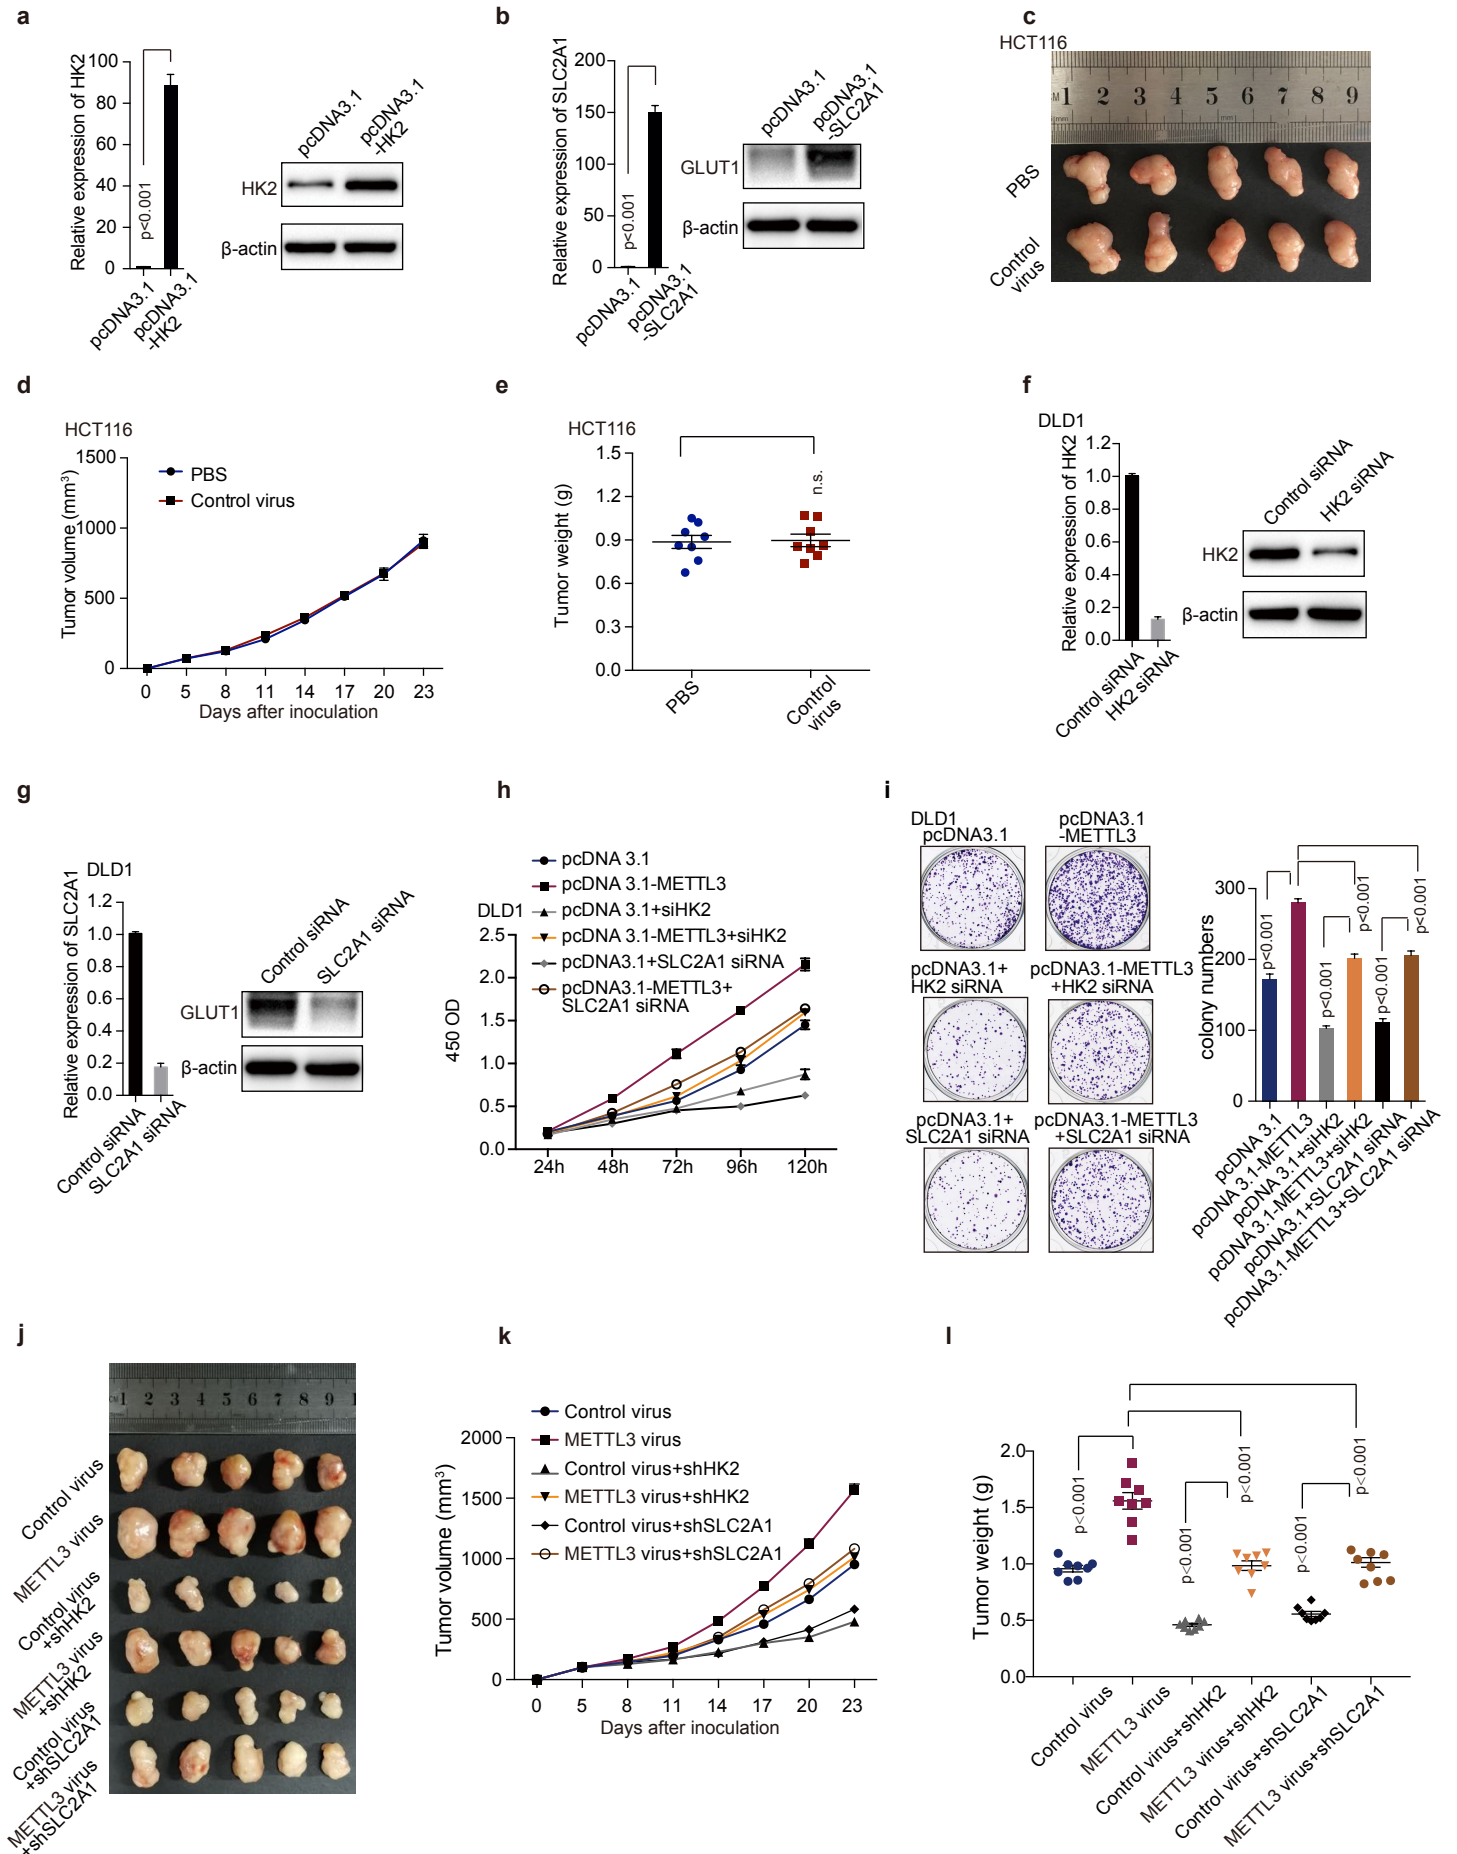 a
Relative expression of HK2
100
80
60
40
20
0
p<0.001
pcDNA3.1
pcDNA3.1
-HK2
pcDNA3.1
pcDNA3.1
-HK2
HK2
β-actin
b
Relative expression of SLC2A1
200
150
100
50
0
p<0.001
pcDNA3.1
pcDNA3.1
-SLC2A1
pcDNA3.1
pcDNA3.1
-SLC2A1
GLUT1
β-actin
c
HCT116
1 2 3 4 5 6 7 8 9
PBS
Control
virus
d
HCT116
Tumor volume (mm³)
1500
1000
500
0
PBS
Control virus
0 5 8 11 14 17 20 23
Days after inoculation
e
HCT116
Tumor weight (g)
1.5
1.2
0.9
0.6
0.3
0.0
n.s.
PBS
Control
virus
f
DLD1
Relative expression of HK2
1.2
1.0
0.8
0.6
0.4
0.2
0.0
Control siRNA
HK2 siRNA
Control siRNA
HK2 siRNA
HK2
β-actin
g
DLD1
Relative expression of SLC2A1
1.2
1.0
0.8
0.6
0.4
0.2
0.0
Control siRNA
SLC2A1 siRNA
Control siRNA
SLC2A1 siRNA
GLUT1
β-actin
h
pcDNA 3.1
pcDNA 3.1-METTL3
pcDNA 3.1+siHK2
pcDNA 3.1-METTL3+siHK2
pcDNA3.1+SLC2A1 siRNA
pcDNA3.1-METTL3+
SLC2A1 siRNA
DLD1
450 OD
2.5
2.0
1.5
1.0
0.5
0.0
24h 48h 72h 96h 120h
i
DLD1
pcDNA3.1
pcDNA3.1
-METTL3
pcDNA3.1+
HK2 siRNA
pcDNA3.1-METTL3
+HK2 siRNA
pcDNA3.1+
SLC2A1 siRNA
pcDNA3.1-METTL3
+SLC2A1 siRNA
colony numbers
300
200
100
0
p<0.001
p<0.001
p<0.001
p<0.001
p<0.001
pcDNA 3.1
pcDNA 3.1-METTL3
pcDNA 3.1+siHK2
pcDNA 3.1-METTL3+siHK2
pcDNA3.1+SLC2A1 siRNA
pcDNA3.1-METTL3+SLC2A1 siRNA
j
1 2 3 4 5 6 7 8 9
Control virus
METTL3 virus
Control virus
+shHK2
METTL3 virus
+shHK2
Control virus
+shSLC2A1
METTL3 virus
+shSLC2A1
k
Control virus
METTL3 virus
Control virus+shHK2
METTL3 virus+shHK2
Control virus+shSLC2A1
METTL3 virus+shSLC2A1
Tumor volume (mm³)
2000
1500
1000
500
0
0 5 8 11 14 17 20 23
Days after inoculation
l
Tumor weight (g)
2.0
1.5
1.0
0.5
0.0
p<0.001
p<0.001
p<0.001
p<0.001
p<0.001
Control virus
METTL3 virus
Control virus+shHK2
METTL3 virus+shHK2
Control virus+shSLC2A1
METTL3 virus+shSLC2A1